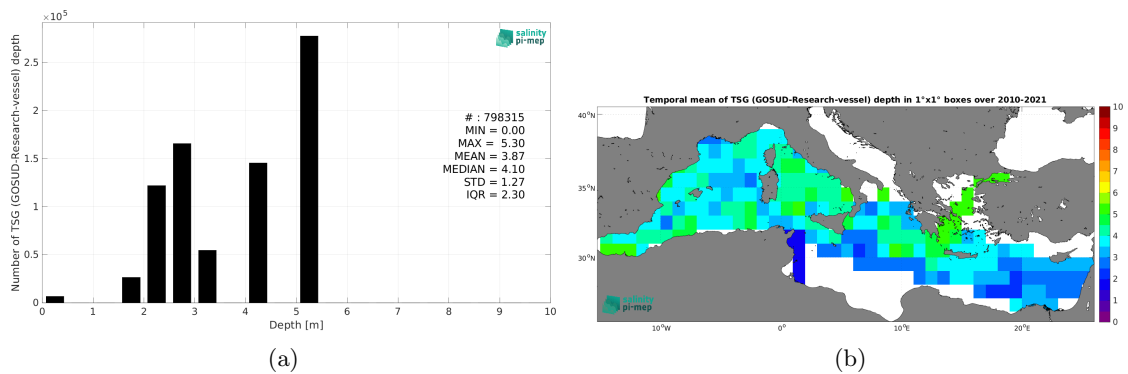 ×10⁵
salinity
pi-mep
Number of TSG (GOSUD-Research-vessel) depth
2.5
2
1.5
1
0.5
0
# : 798315
MIN = 0.00
MAX = 5.30
MEAN = 3.87
MEDIAN = 4.10
STD = 1.27
IQR = 2.30
0 1 2 3 4 5 6 7 8 9 10
Depth [m]
(a)
Temporal mean of TSG (GOSUD-Research-vessel) depth in 1°x1° boxes over 2010-2021
40°N
35°N
30°N
10°W 0° 10°E 20°E
salinity
pi-mep
10
9
8
7
6
5
4
3
2
1
0
(b)